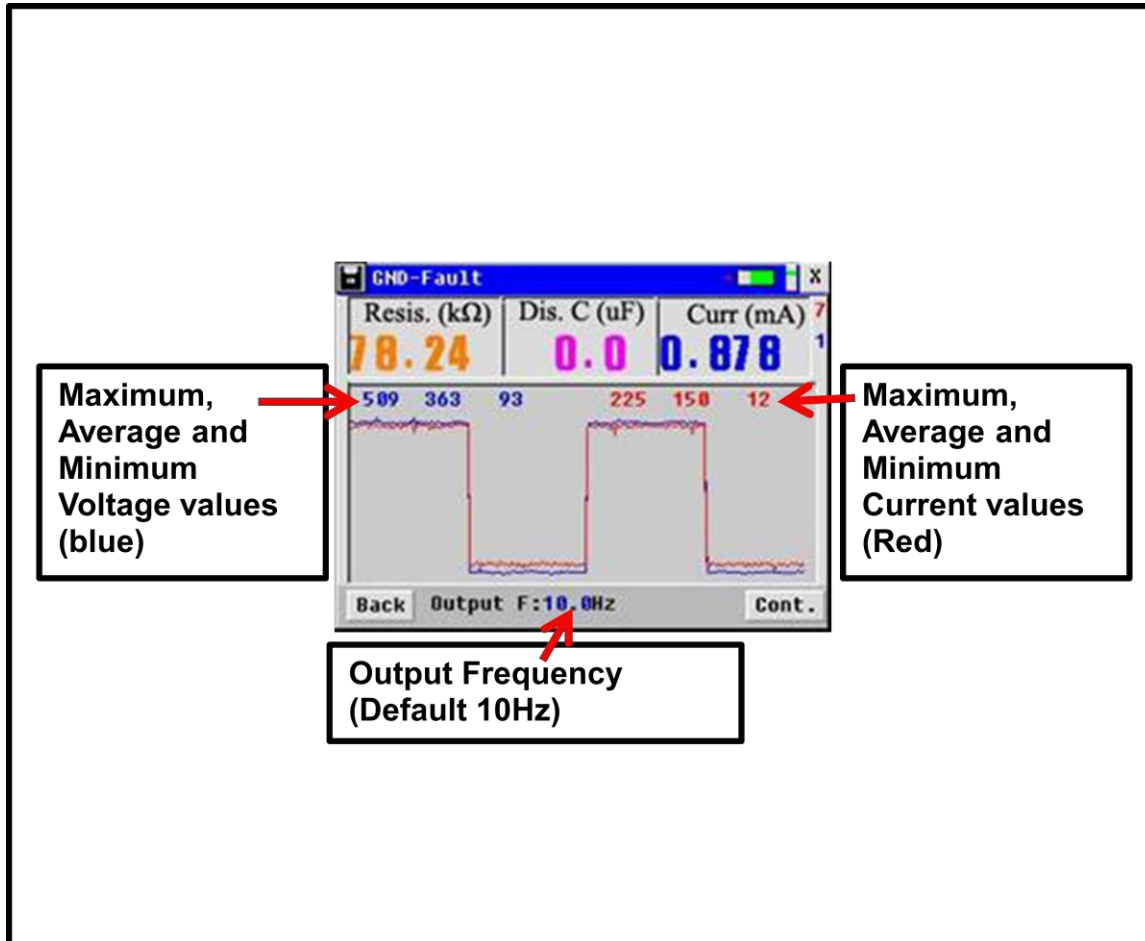 GND-Fault X
Resis. (kΩ) Dis. C (uF) Curr (mA) 7
78.24 0.0 0.878 1
509 363 93 225 150 12
Maximum,
Average and
Minimum
Voltage values
(blue)
Maximum,
Average and
Minimum
Current values
(Red)
Back Output F:10.0Hz Cont.
Output Frequency
(Default 10Hz)